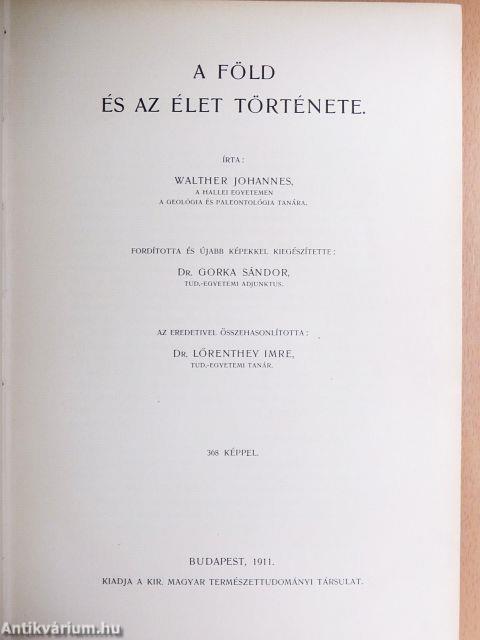 A FÖLD
ÉS AZ ÉLET TÖRTÉNETE.
ÍRTA:
WALTHER JOHANNES,
A HALLEI EGYETEMEN
A GEOLÓGIA ÉS PALEONTOLÓGIA TANÁRA.
FORDÍTOTTA ÉS ÚJABB KÉPEKKEL KIEGÉSZÍTETTE:
DR. GORKA SÁNDOR,
TUD.-EGYETEMI ADJUNKTUS.
AZ EREDETIVEL ÖSSZEHASONLÍTOTTA:
DR. LŐRENTHEY IMRE,
TUD.-EGYETEMI TANÁR.
368 KÉPPEL.
BUDAPEST, 1911.
KIADJA A KIR. MAGYAR TERMÉSZETTUDOMÁNYI TÁRSULAT.
Antikvárium.hu